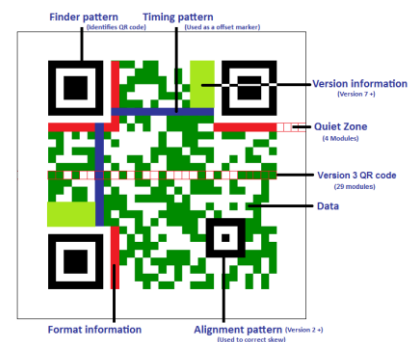 Finder pattern
(Identifies QR code)
Timing pattern
(Used as a offset marker)
Version information
(Version 7 +)
Quiet Zone
(4 Modules)
Version 3 QR code
(29 modules)
Data
Format information
Alignment pattern (Version 2 +)
(Used to correct skew)